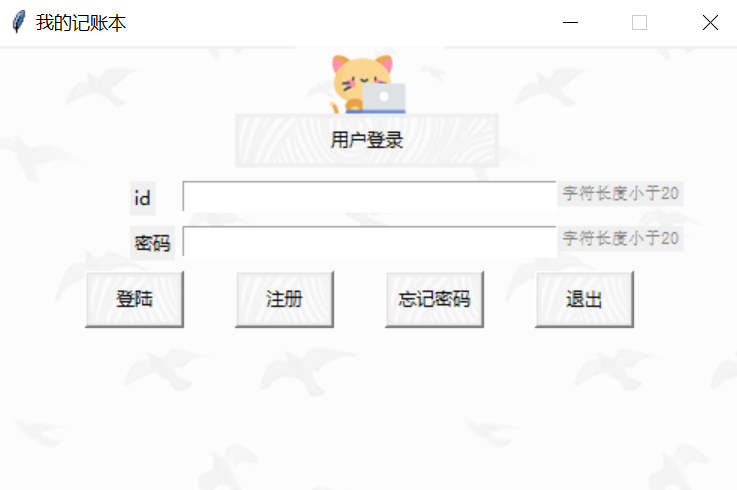 我的记账本
用户登录
id
字符长度小于20
密码
字符长度小于20
登陆
注册
忘记密码
退出